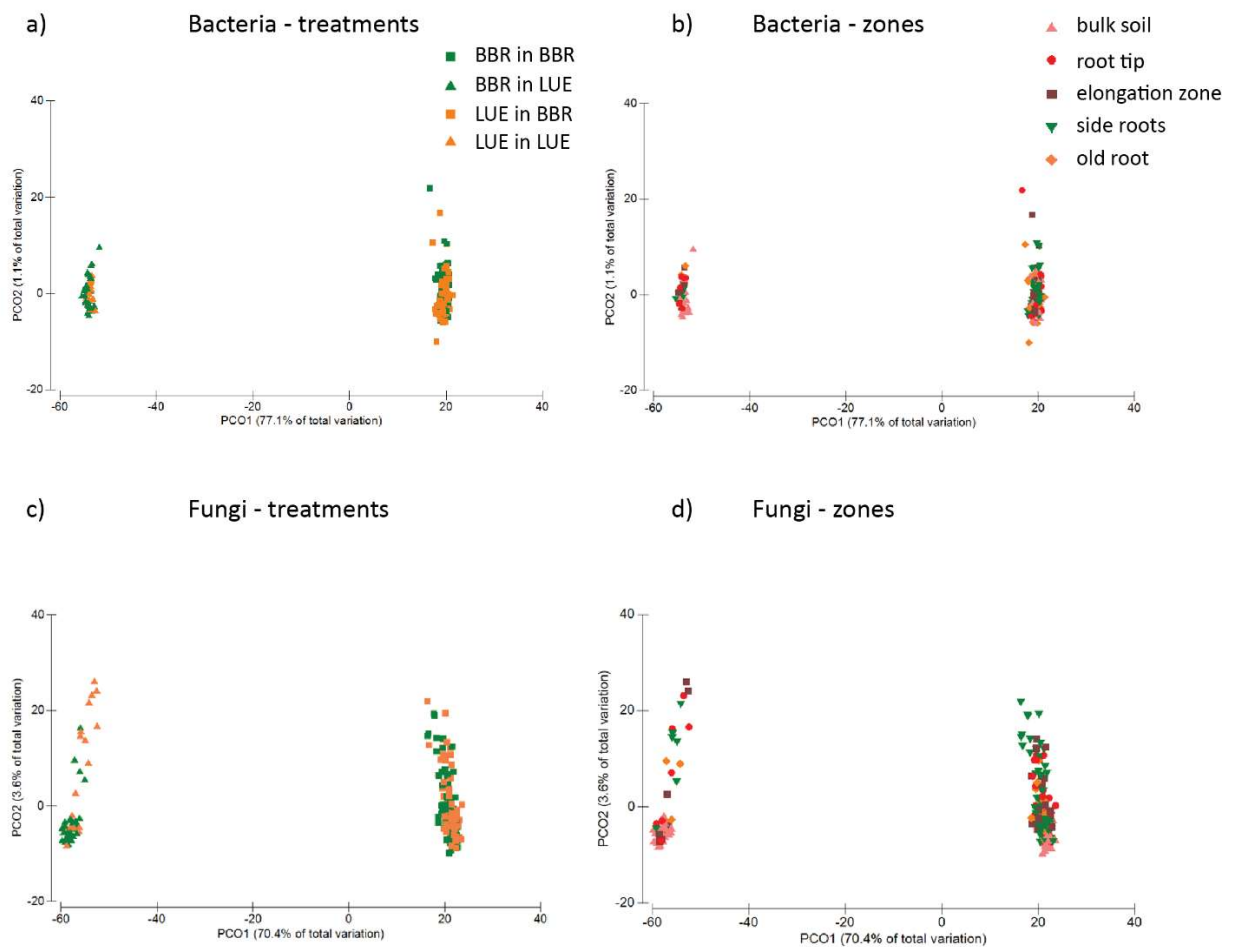 a) Bacteria - treatments
BBR in BBR
BBR in LUE
LUE in BBR
LUE in LUE
40
20
0
-20
PCO2 (1.1% of total variation)
-60 -40 -20 0 20 40
PCO1 (77.1% of total variation)
b) Bacteria - zones
bulk soil
root tip
elongation zone
side roots
old root
40
20
0
-20
PCO2 (1.1% of total variation)
-60 -40 -20 0 20 40
PCO1 (77.1% of total variation)
c) Fungi - treatments
40
20
0
-20
PCO2 (3.6% of total variation)
-60 -40 -20 0 20 40
PCO1 (70.4% of total variation)
d) Fungi - zones
40
20
0
-20
PCO2 (3.6% of total variation)
-60 -40 -20 0 20 40
PCO1 (70.4% of total variation)